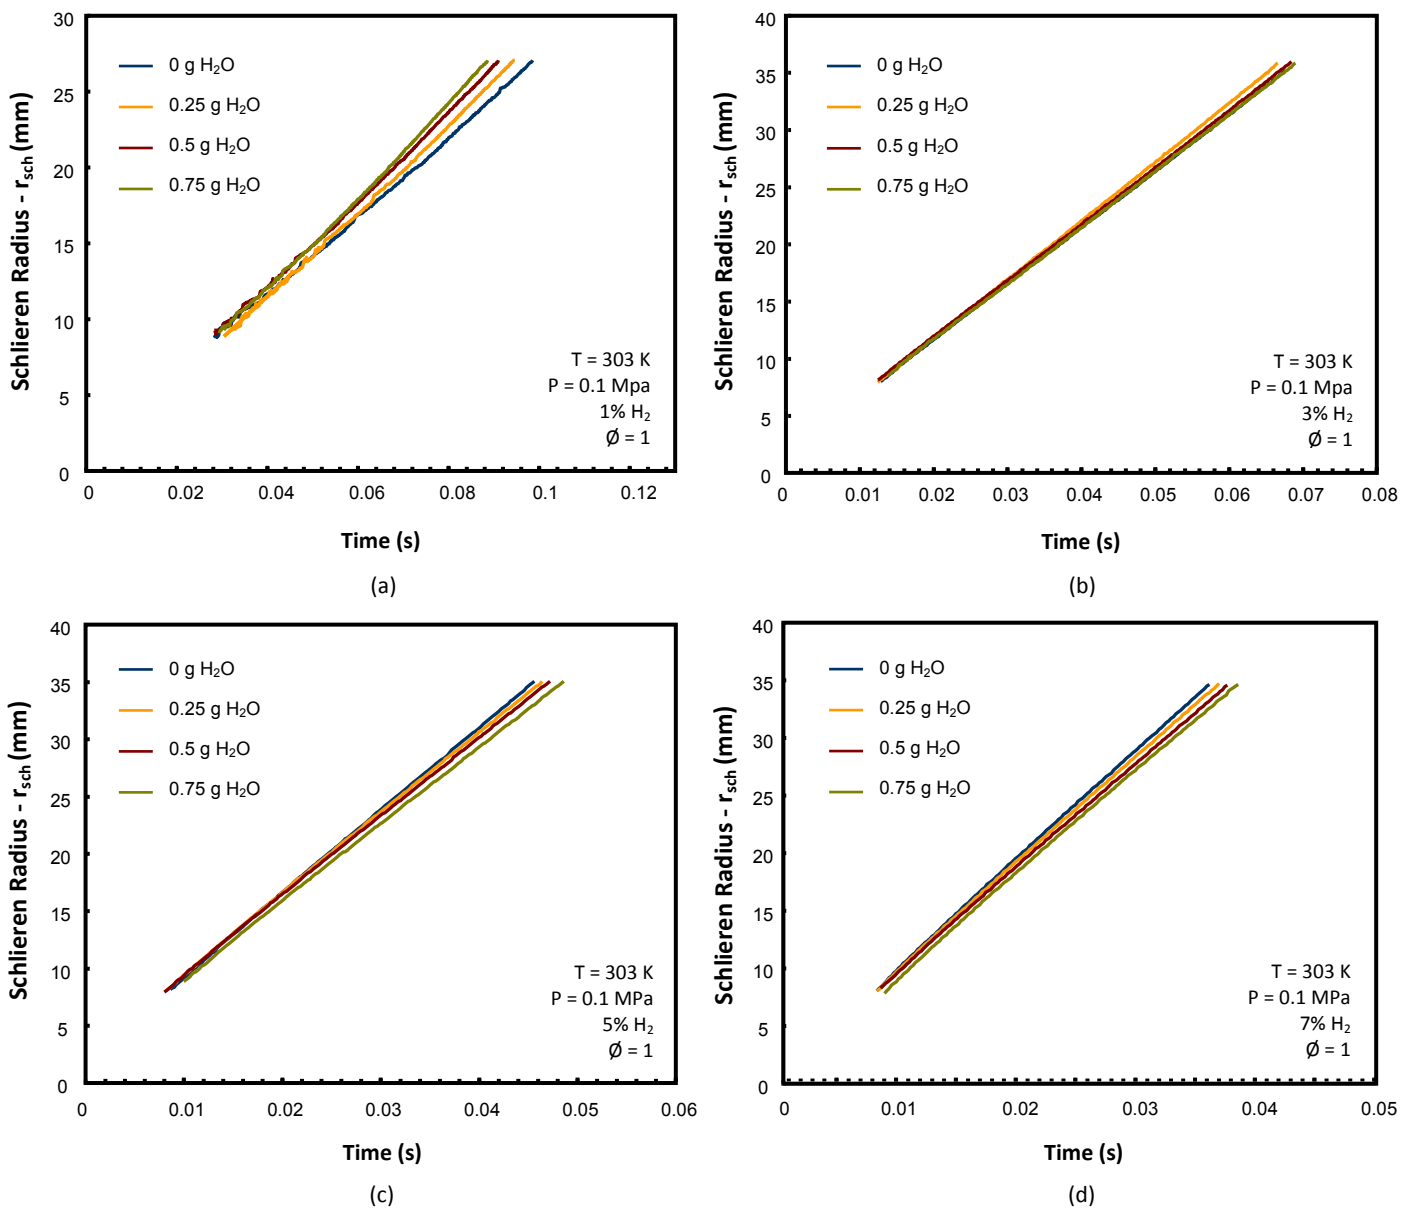 30
25
20
15
10
5
0
Schlieren Radius - r_sch (mm)
0 g H₂O
0.25 g H₂O
0.5 g H₂O
0.75 g H₂O
T = 303 K
P = 0.1 Mpa
1% H₂
Ø = 1
0 0.02 0.04 0.06 0.08 0.1 0.12
Time (s)
(a)
40
35
30
25
20
15
10
5
0
Schlieren Radius - r_sch (mm)
0 g H₂O
0.25 g H₂O
0.5 g H₂O
0.75 g H₂O
T = 303 K
P = 0.1 Mpa
3% H₂
Ø = 1
0 0.01 0.02 0.03 0.04 0.05 0.06 0.07 0.08
Time (s)
(b)
40
35
30
25
20
15
10
5
0
Schlieren Radius - r_sch (mm)
0 g H₂O
0.25 g H₂O
0.5 g H₂O
0.75 g H₂O
T = 303 K
P = 0.1 MPa
5% H₂
Ø = 1
0 0.01 0.02 0.03 0.04 0.05 0.06
Time (s)
(c)
40
35
30
25
20
15
10
5
0
Schlieren Radius - r_sch (mm)
0 g H₂O
0.25 g H₂O
0.5 g H₂O
0.75 g H₂O
T = 303 K
P = 0.1 MPa
7% H₂
Ø = 1
0 0.01 0.02 0.03 0.04 0.05
Time (s)
(d)